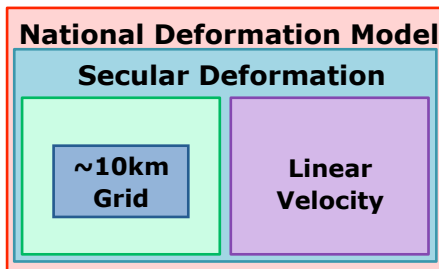 National Deformation Model
Secular Deformation
~10km
Grid
Linear
Velocity